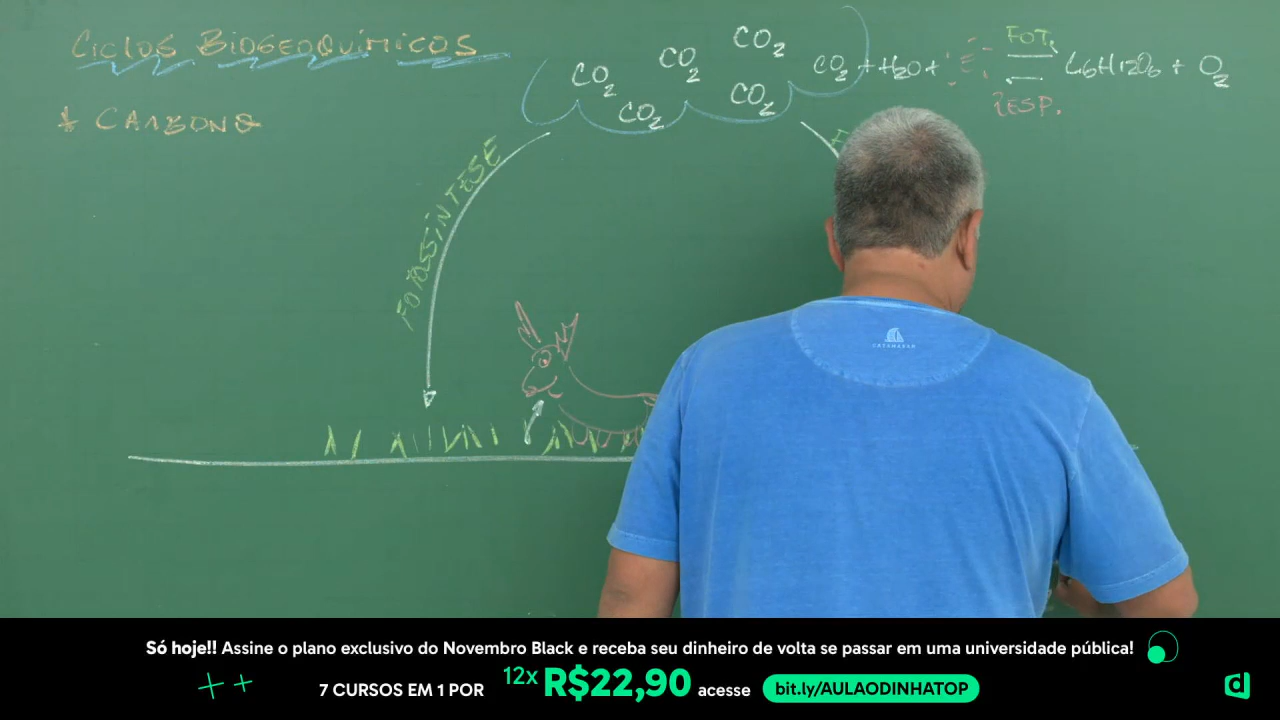 CICLOS BIOGEOQUÍMICOS
* CARBONO
CO2 CO2 CO2
CO2 CO2
CO2 + H2O + E
FOT.
RESP.
C6H12O6 + O2
FOTOSSÍNTESE
F
CATAMARÃ
Só hoje!! Assine o plano exclusivo do Novembro Black e receba seu dinheiro de volta se passar em uma universidade pública!
7 CURSOS EM 1 POR 12x R$22,90 acesse bit.ly/AULAODINHATOP
d